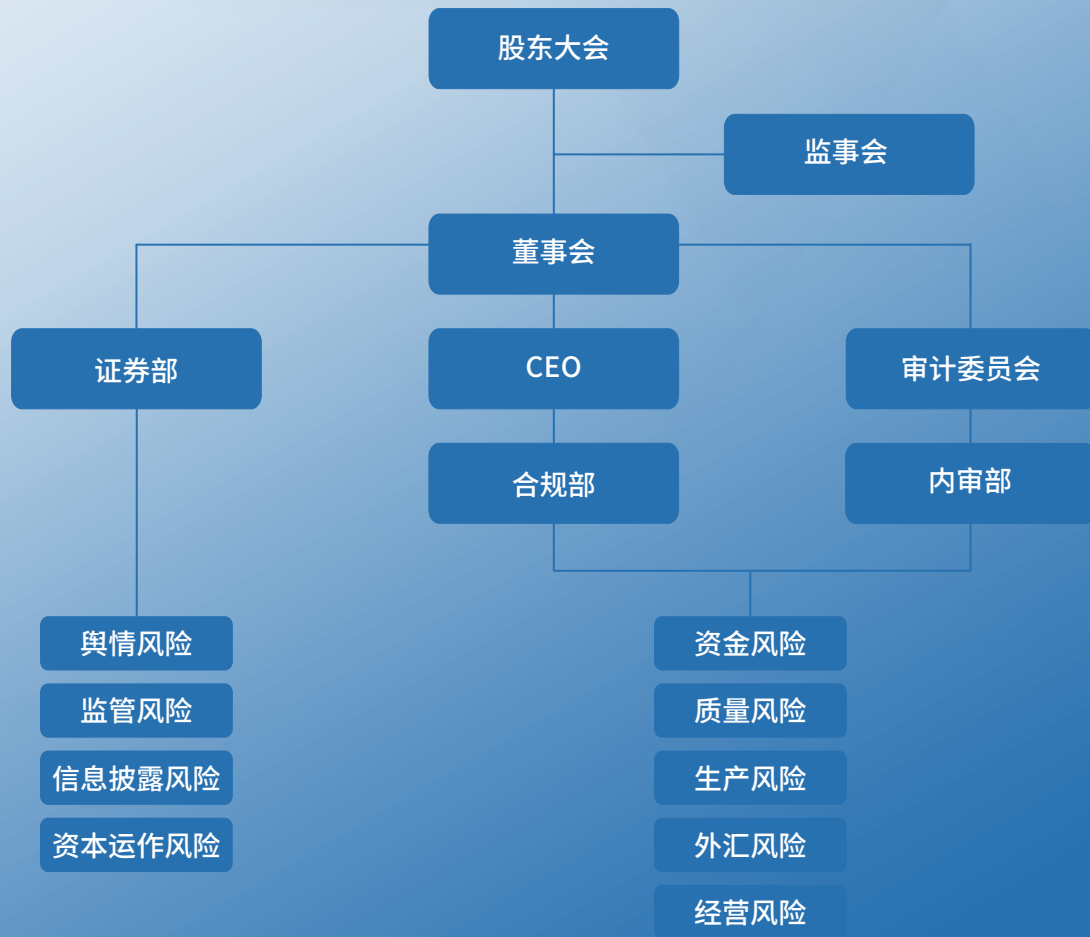 股东大会
监事会
董事会
证券部
CEO
审计委员会
合规部
内审部
舆情风险
监管风险
信息披露风险
资本运作风险
资金风险
质量风险
生产风险
外汇风险
经营风险